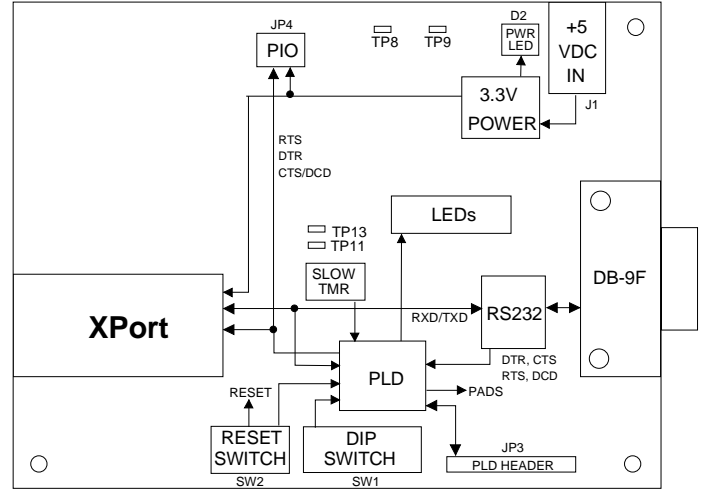 JP4
PIO
TP8
TP9
D2
PWR
LED
+5
VDC
IN
J1
3.3V
POWER
RTS
DTR
CTS/DCD
LEDs
TP13
TP11
SLOW
TMR
XPort
RXD/TXD
RS232
DB-9F
DTR, CTS
RTS, DCD
PLD
PADS
RESET
RESET
SWITCH
SW2
DIP
SWITCH
SW1
JP3
PLD HEADER